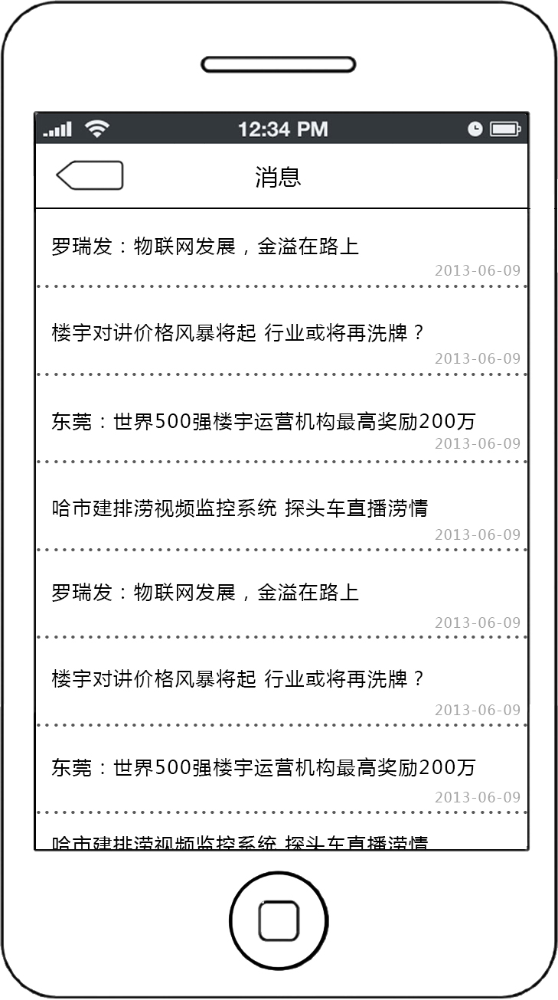 12:34 PM
消息
罗瑞发：物联网发展，金溢在路上
2013-06-09
楼宇对讲价格风暴将起 行业或将再洗牌？
2013-06-09
东莞：世界500强楼宇运营机构最高奖励200万
2013-06-09
哈市建排涝视频监控系统 探头车直播涝情
2013-06-09
罗瑞发：物联网发展，金溢在路上
2013-06-09
楼宇对讲价格风暴将起 行业或将再洗牌？
2013-06-09
东莞：世界500强楼宇运营机构最高奖励200万
2013-06-09
哈市建排涝视频监控系统 探头车直播涝情